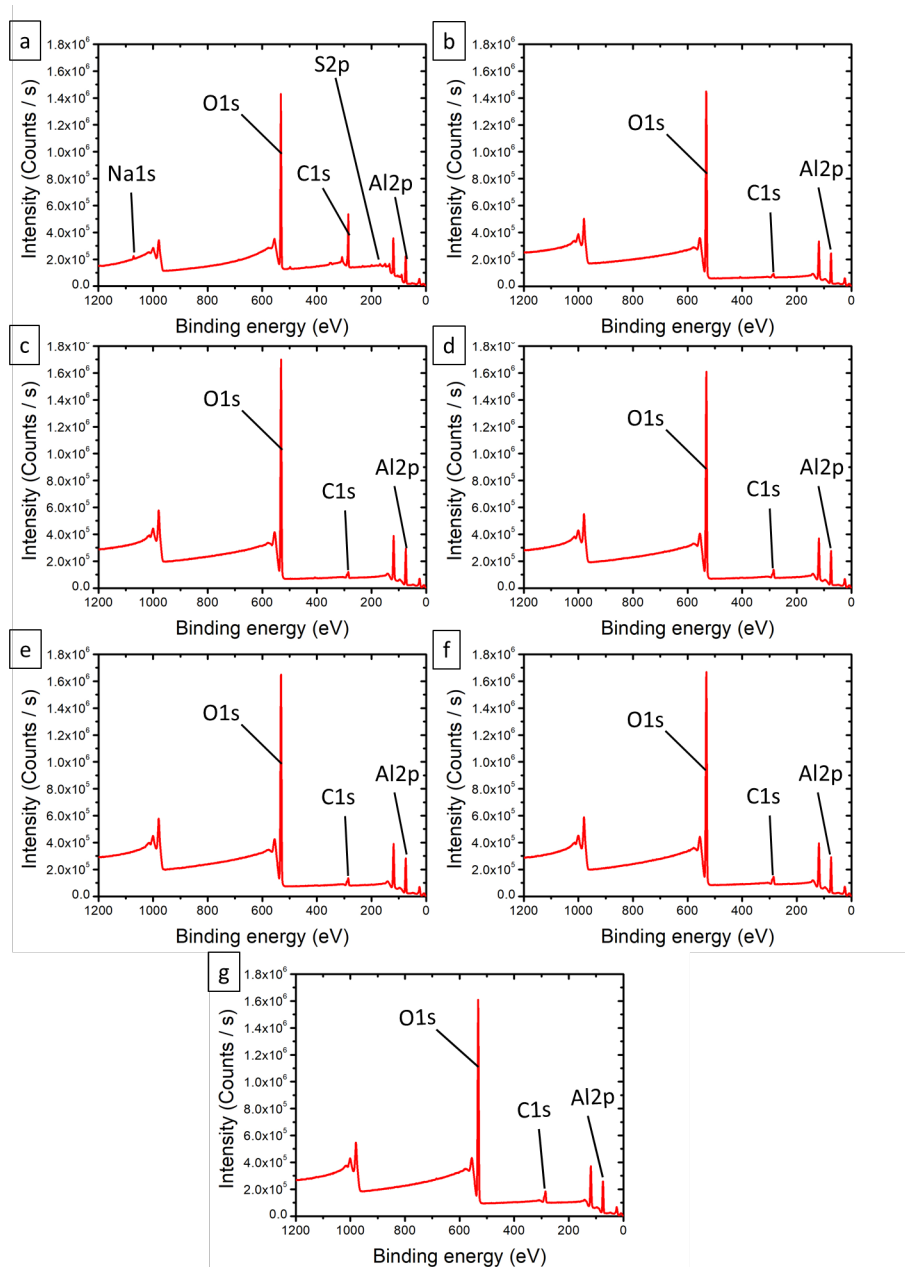 a
Intensity (Counts / s)
1.8x10⁶
1.6x10⁶
1.4x10⁶
1.2x10⁶
1.0x10⁶
8.0x10⁵
6.0x10⁵
4.0x10⁵
2.0x10⁵
0.0
S2p
O1s
Na1s
C1s
Al2p
1200 1000 800 600 400 200 0
Binding energy (eV)
b
Intensity (Counts / s)
1.8x10⁶
1.6x10⁶
1.4x10⁶
1.2x10⁶
1.0x10⁶
8.0x10⁵
6.0x10⁵
4.0x10⁵
2.0x10⁵
0.0
O1s
C1s
Al2p
1200 1000 800 600 400 200 0
Binding energy (eV)
c
Intensity (Counts / s)
1.8x10
1.6x10⁶
1.4x10⁶
1.2x10⁶
1.0x10⁶
8.0x10⁵
6.0x10⁵
4.0x10⁵
2.0x10⁵
0.0
O1s
C1s
Al2p
1200 1000 800 600 400 200 0
Binding energy (eV)
d
Intensity (Counts / s)
1.8x10
1.6x10⁶
1.4x10⁶
1.2x10⁶
1.0x10⁶
8.0x10⁵
6.0x10⁵
4.0x10⁵
2.0x10⁵
0.0
O1s
C1s
Al2p
1200 1000 800 600 400 200 0
Binding energy (eV)
e
Intensity (Counts / s)
1.8x10⁶
1.6x10⁶
1.4x10⁶
1.2x10⁶
1.0x10⁶
8.0x10⁵
6.0x10⁵
4.0x10⁵
2.0x10⁵
0.0
O1s
C1s
Al2p
1200 1000 800 600 400 200 0
Binding energy (eV)
f
Intensity (Counts / s)
1.8x10⁶
1.6x10⁶
1.4x10⁶
1.2x10⁶
1.0x10⁶
8.0x10⁵
6.0x10⁵
4.0x10⁵
2.0x10⁵
0.0
O1s
C1s
Al2p
1200 1000 800 600 400 200 0
Binding energy (eV)
g
Intensity (Counts / s)
1.8x10⁶
1.6x10⁶
1.4x10⁶
1.2x10⁶
1.0x10⁶
8.0x10⁵
6.0x10⁵
4.0x10⁵
2.0x10⁵
0.0
O1s
C1s
Al2p
1200 1000 800 600 400 200 0
Binding energy (eV)